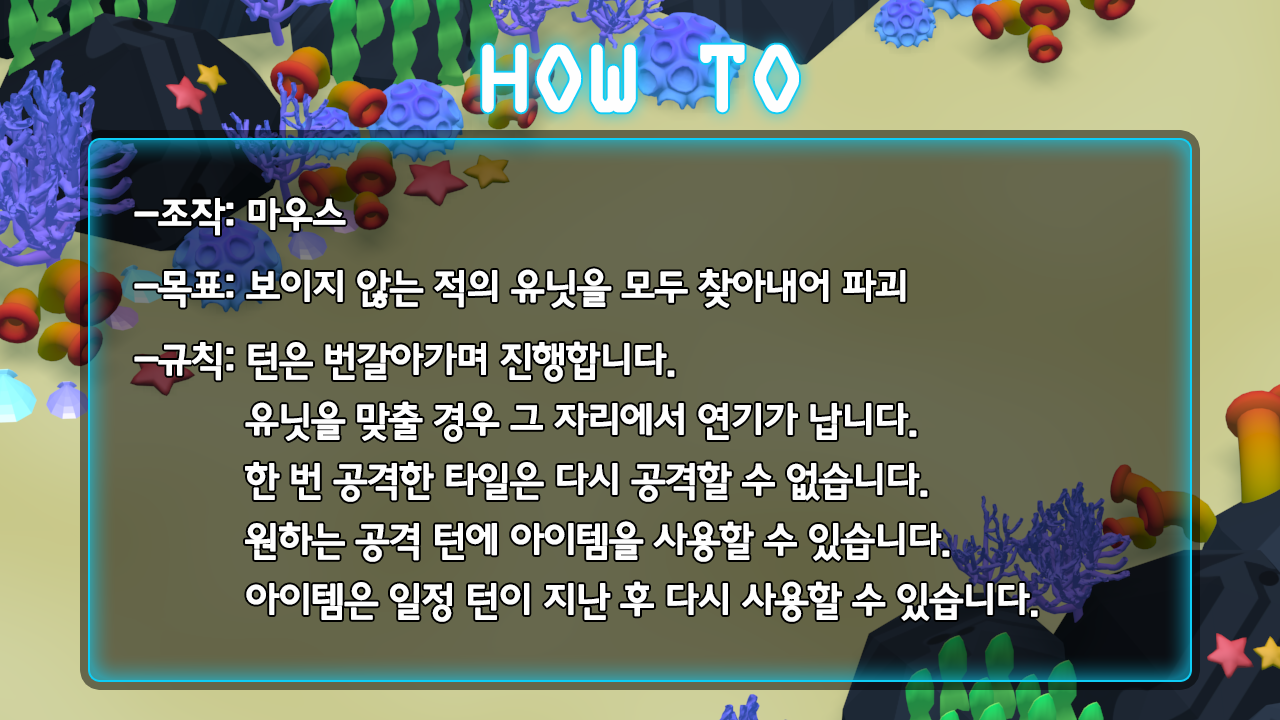 HOW TO
-조작: 마우스
-목표: 보이지 않는 적의 유닛을 모두 찾아내어 파괴
-규칙: 턴은 번갈아가며 진행합니다.
유닛을 맞출 경우 그 자리에서 연기가 납니다.
한 번 공격한 타일은 다시 공격할 수 없습니다.
원하는 공격 턴에 아이템을 사용할 수 있습니다.
아이템은 일정 턴이 지난 후 다시 사용할 수 있습니다.